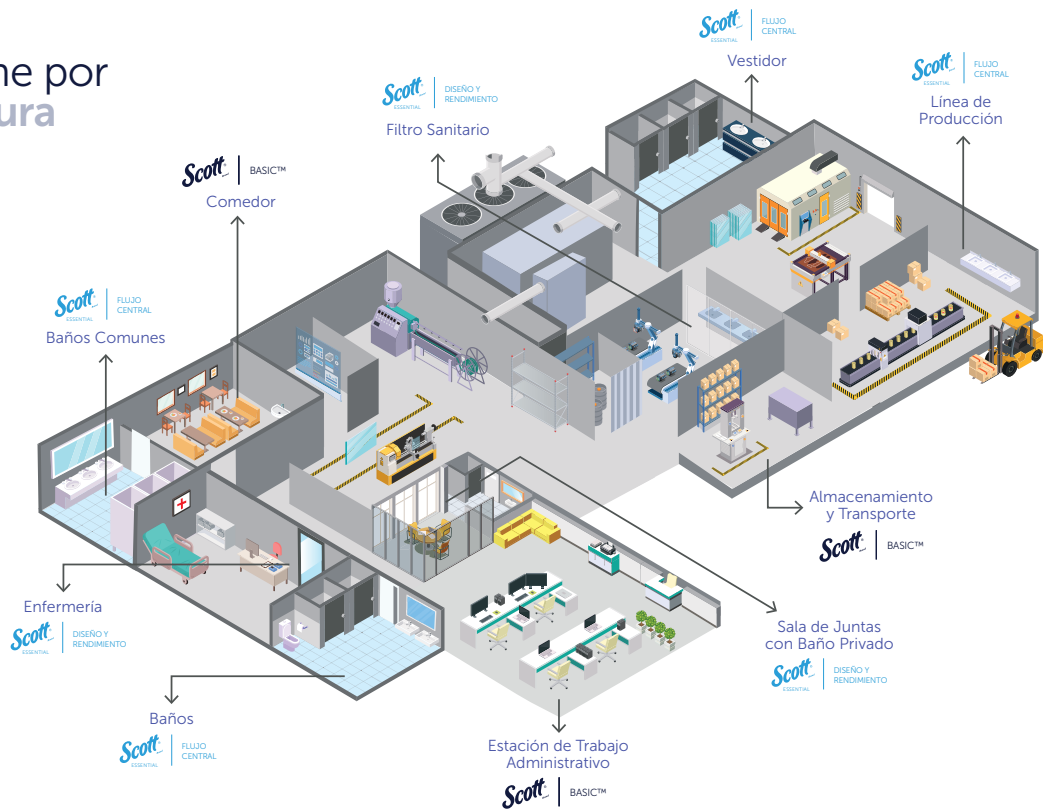 ne por
ura
Scott
ESSENTIAL
FLUJO
CENTRAL
Vestidor
Scott
ESSENTIAL
FLUJO
CENTRAL
Línea de
Producción
Scott
ESSENTIAL
DISEÑO Y
RENDIMIENTO
Filtro Sanitario
Scott
BASIC™
Comedor
Scott
ESSENTIAL
FLUJO
CENTRAL
Baños Comunes
Almacenamiento
y Transporte
Scott
BASIC™
Enfermería
Scott
ESSENTIAL
DISEÑO Y
RENDIMIENTO
Sala de Juntas
con Baño Privado
Scott
ESSENTIAL
DISEÑO Y
RENDIMIENTO
Baños
Scott
ESSENTIAL
FLUJO
CENTRAL
Estación de Trabajo
Administrativo
Scott
BASIC™